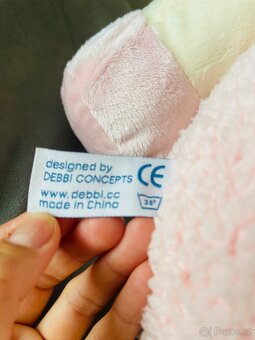 designed by
DEBBI CONCEPTS
www.debbi.cc
made in China
CE
30°